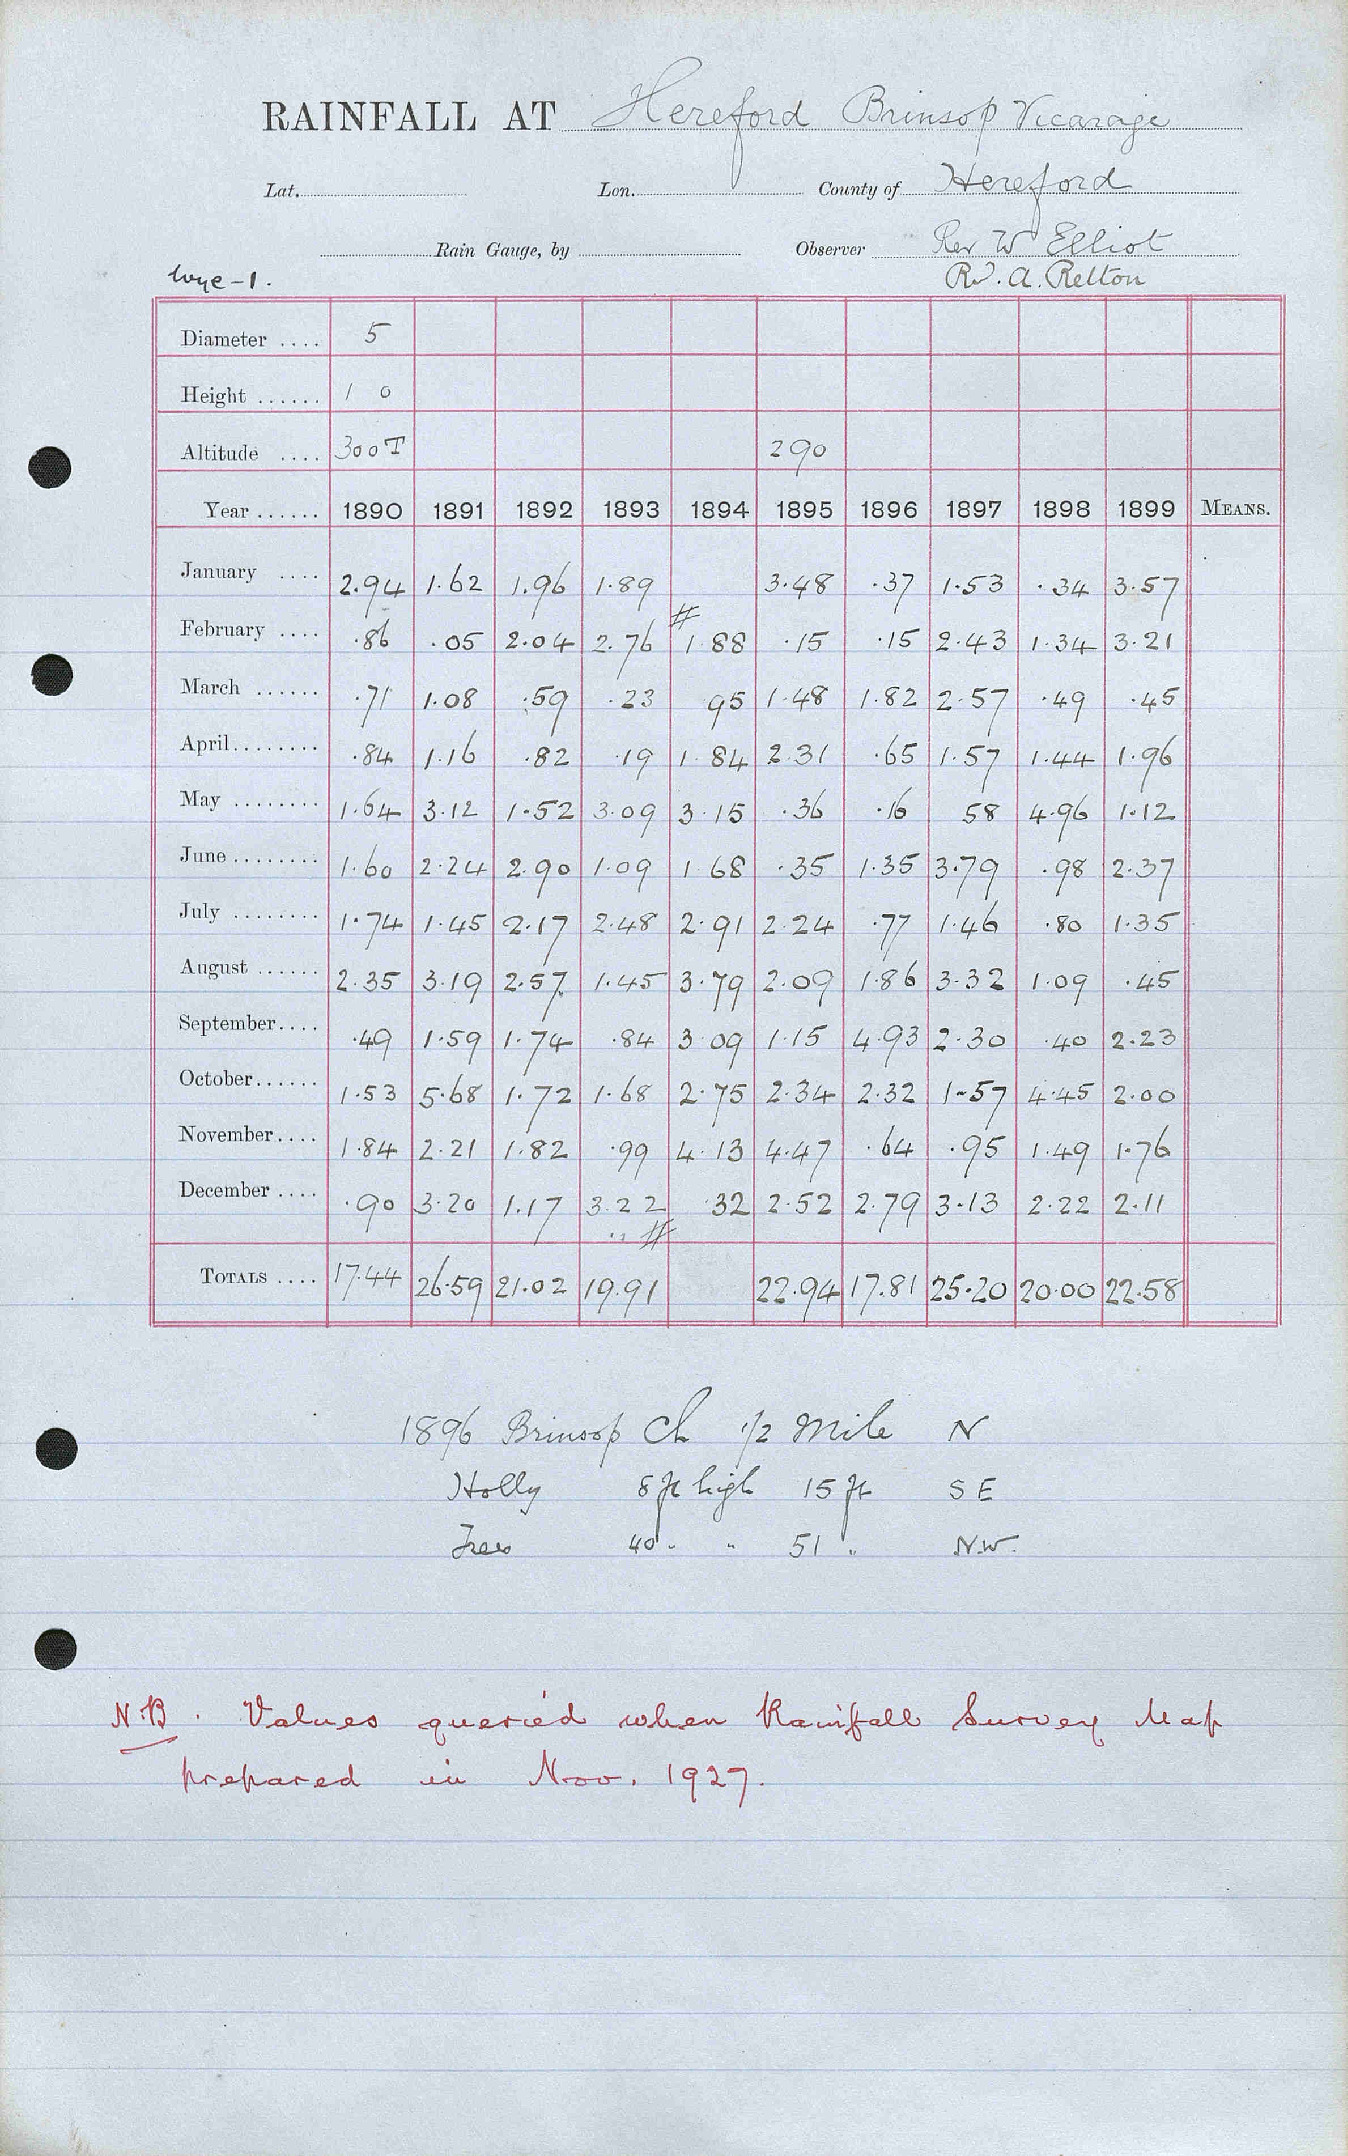 RAINFALL AT Hereford Brinsop Vicarage
Lat. Lon. County of Hereford
Rain Gauge, by Observer Rev W Elliot
Wye-1. Rd. A. Relton
Diameter .... 5
Height ...... 1 0
Altitude .... 300T 290
Year ...... 1890 1891 1892 1893 1894 1895 1896 1897 1898 1899 MEANS.
January .... 2.94 1.62 1.96 1.89 3.48 .37 1.53 .34 3.57
February .... .86 .05 2.04 2.76 # 1.88 .15 .15 2.43 1.34 3.21
March ...... .71 1.08 .59 .23 95 1.48 1.82 2.57 .49 .45
April ........ .84 1.16 .82 .19 1.84 2.31 .65 1.57 1.44 1.96
May ........ 1.64 3.12 1.52 3.09 3.15 .36 .16 58 4.96 1.12
June ........ 1.60 2.24 2.90 1.09 1 68 .35 1.35 3.79 .98 2.37
July ........ 1.74 1.45 2.17 2.48 2.91 2.24 .77 1.46 .80 1.35
August ...... 2.35 3.19 2.57 1.45 3.79 2.09 1.86 3.32 1.09 .45
September.... .49 1.59 1.74 .84 3 09 1.15 4.93 2.30 .40 2.23
October...... 1.53 5.68 1.72 1.68 2.75 2.34 2.32 1.57 4.45 2.00
November.... 1.84 2.21 1.82 .99 4.13 4.47 .64 .95 1.49 1.76
December .... .90 3.20 1.17 3.22 .32 2.52 2.79 3.13 2.22 2.11
#
TOTALS .... 17.44 26.59 21.02 19.91 22.94 17.81 25.20 20.00 22.58
1896 Brinsop Ch 1/2 Mile N
Holly 8 ft high 15 ft S E
Trees 40 " " 51 " N.W.
N.B. Values queried when Rainfall Survey Map
prepared in Nov. 1927.